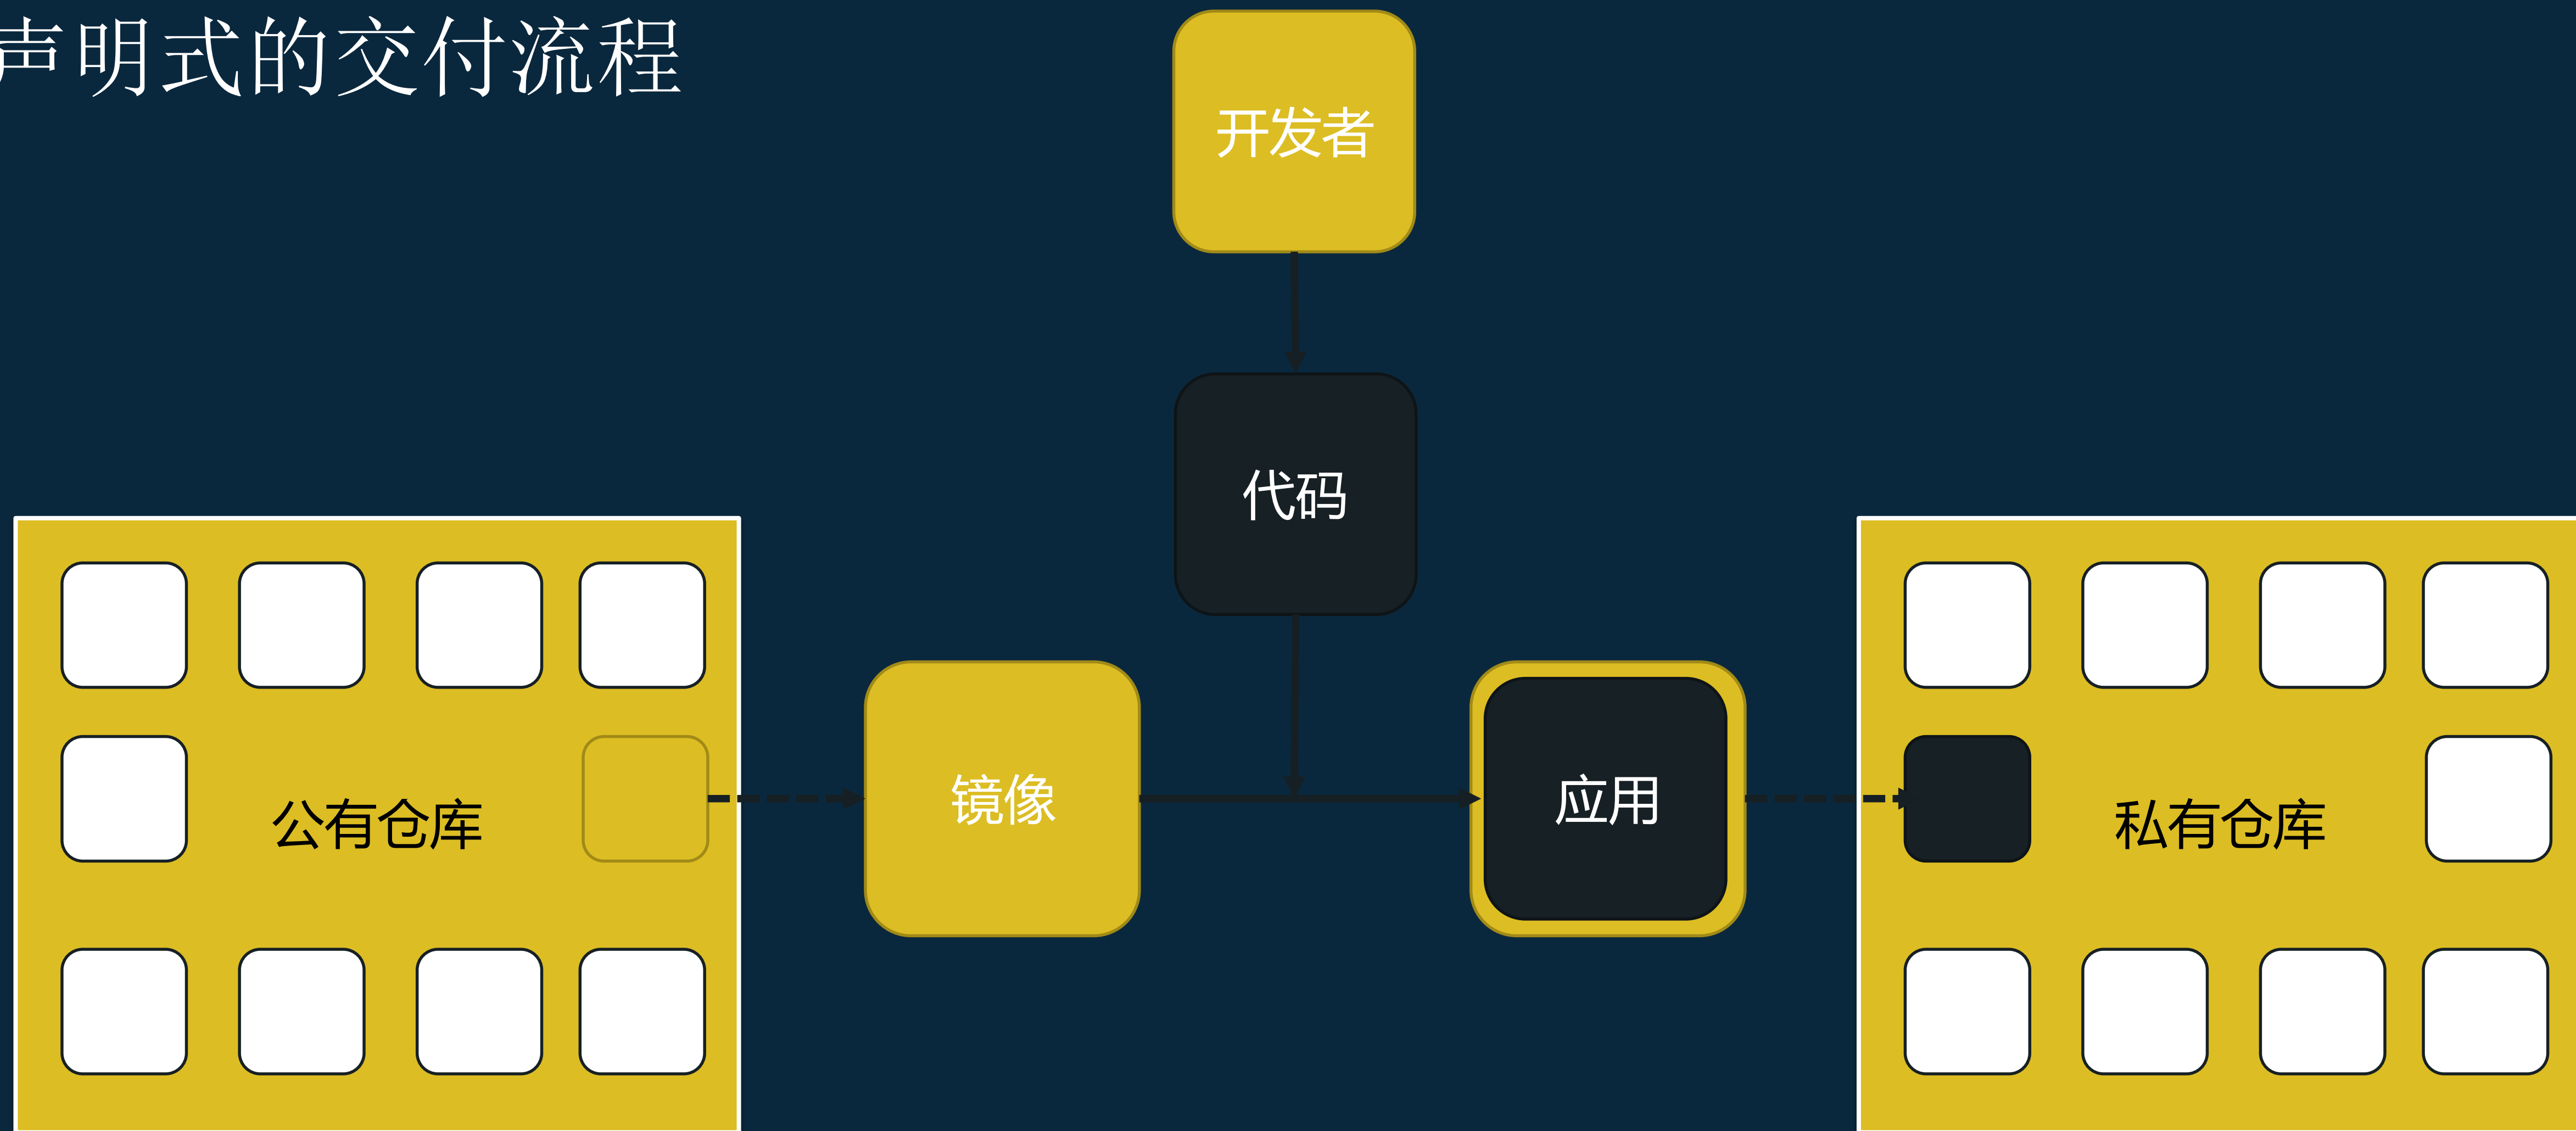 声明式的交付流程
开发者
代码
公有仓库
镜像
应用
私有仓库